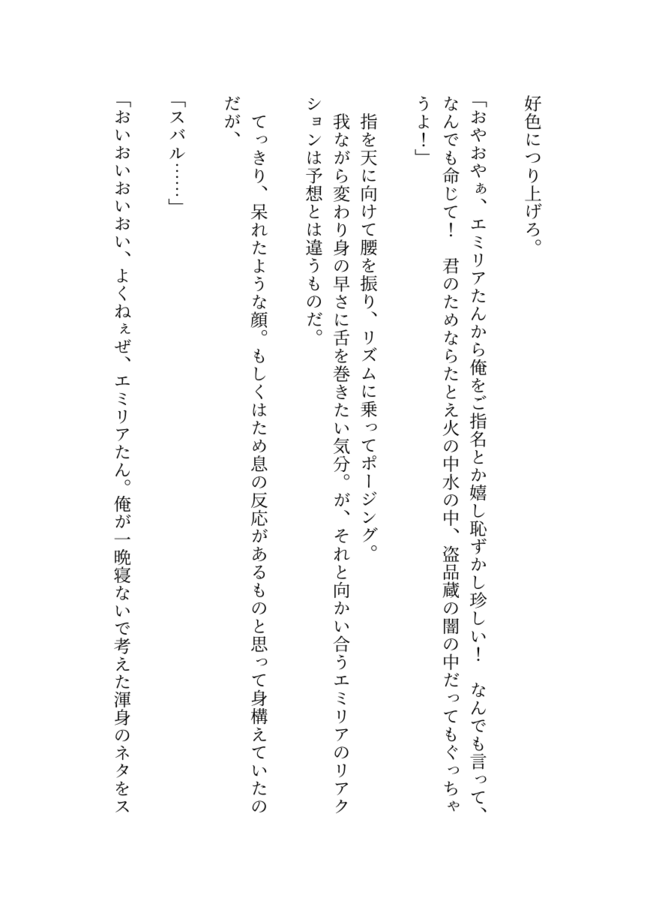 好色につり上げろ。
「おやおやぁ、エミリアたんから俺をご指名とか嬉し恥ずかし珍しい！　なんでも言って、
なんでも命じて！　君のためならたとえ火の中水の中、盗品蔵の闇の中だってもぐっちゃ
うよ！」
　指を天に向けて腰を振り、リズムに乗ってポージング。
　我ながら変わり身の早さに舌を巻きたい気分。が、それと向かい合うエミリアのリアク
ションは予想とは違うものだ。
　てっきり、呆れたような顔。もしくはため息の反応があるものと思って身構えていたの
だが、
「スバル……」
「おいおいおいおい、よくねぇぜ、エミリアたん。俺が一晩寝ないで考えた渾身のネタをス